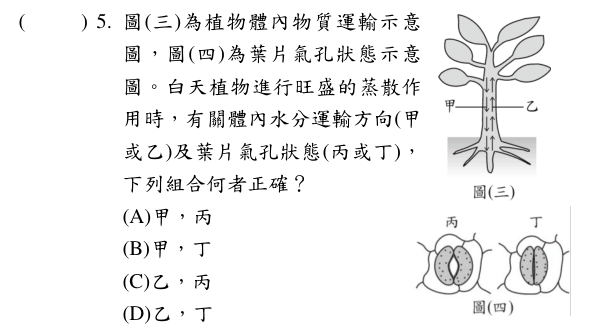 (　　) 5. 圖(三)為植物體內物質運輸示意
圖，圖(四)為葉片氣孔狀態示意
圖。白天植物進行旺盛的蒸散作
用時，有關體內水分運輸方向(甲
或乙)及葉片氣孔狀態(丙或丁)，
下列組合何者正確？
(A)甲，丙
(B)甲，丁
(C)乙，丙
(D)乙，丁
甲 乙
圖(三)
丙 丁
圖(四)